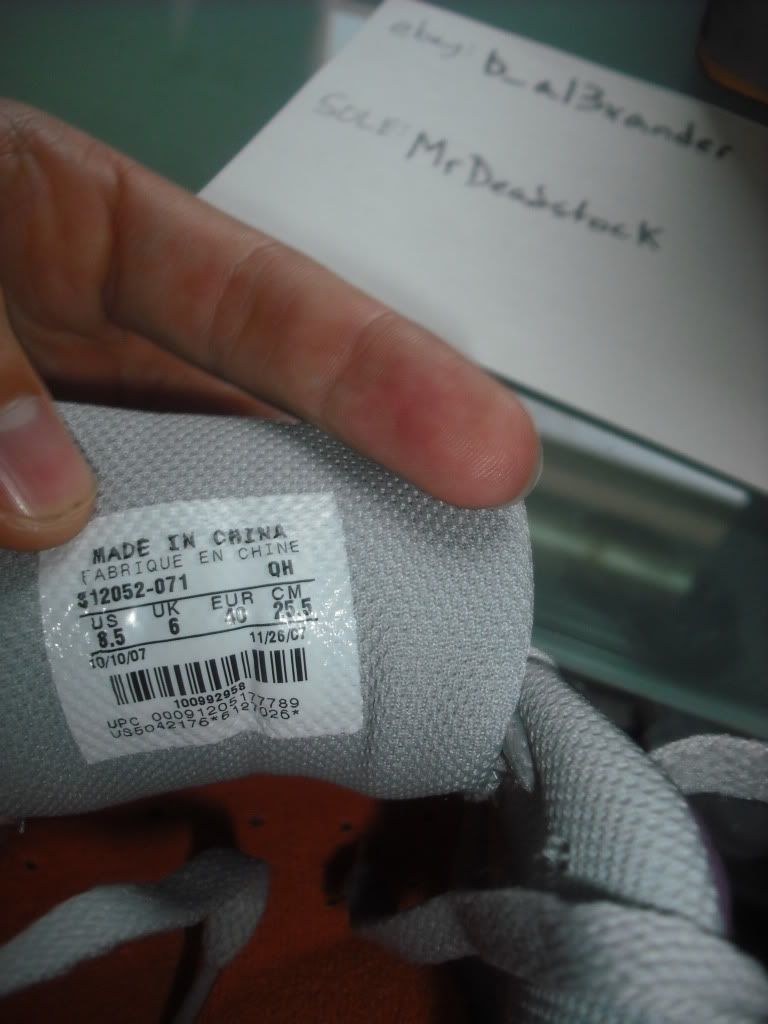 ebay: b_al3xander
SOLE: MrDeadstock
MADE IN CHINA
FABRIQUE EN CHINE
312052-071 QH
US UK EUR CM
8.5 6 40 25.5
10/10/07 11/26/07
100992958
UPC 00091205177789
US5042176*6127026*